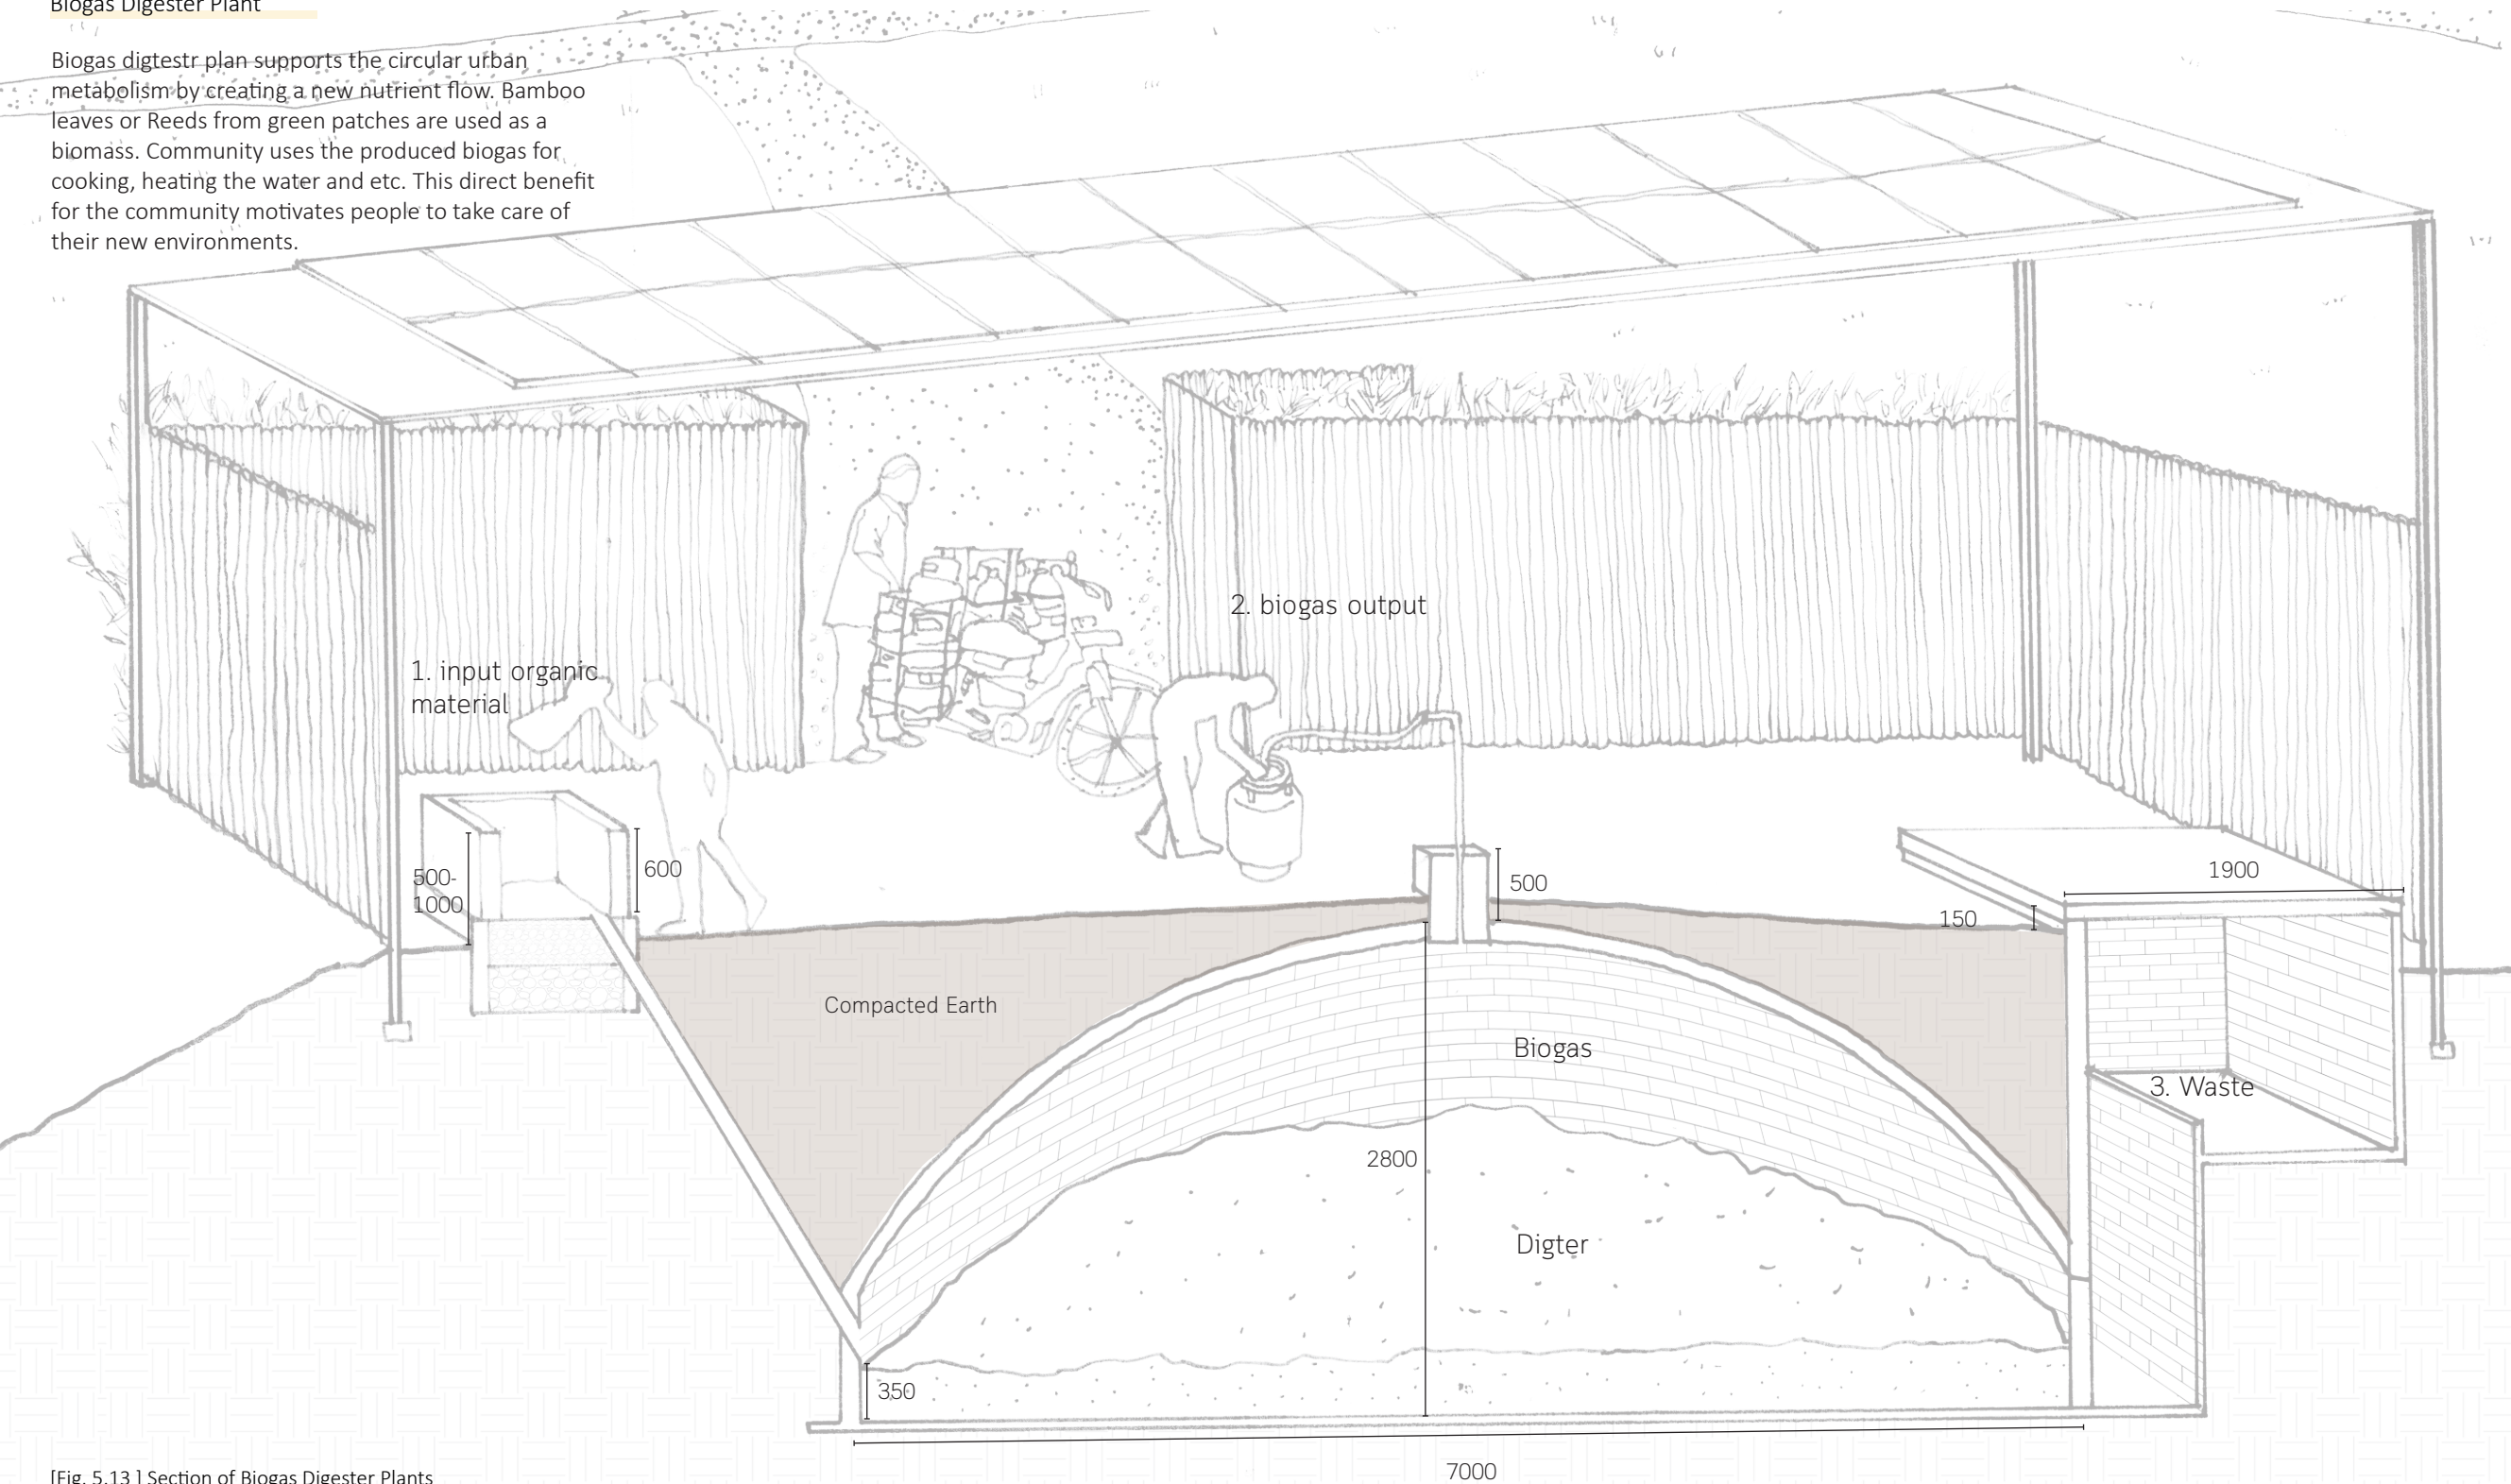 Biogas Digester Plant
Biogas digtestr plan supports the circular urban
metabolism by creating a new nutrient flow. Bamboo
leaves or Reeds from green patches are used as a
biomass. Community uses the produced biogas for
cooking, heating the water and etc. This direct benefit
for the community motivates people to take care of
their new environments.
2. biogas output
1. input organic
material
500-
1000
600
500
1900
150
Compacted Earth
Biogas
3. Waste
2800
Digter
350
7000
[Fig. 5.13 ] Section of Biogas Digester Plants